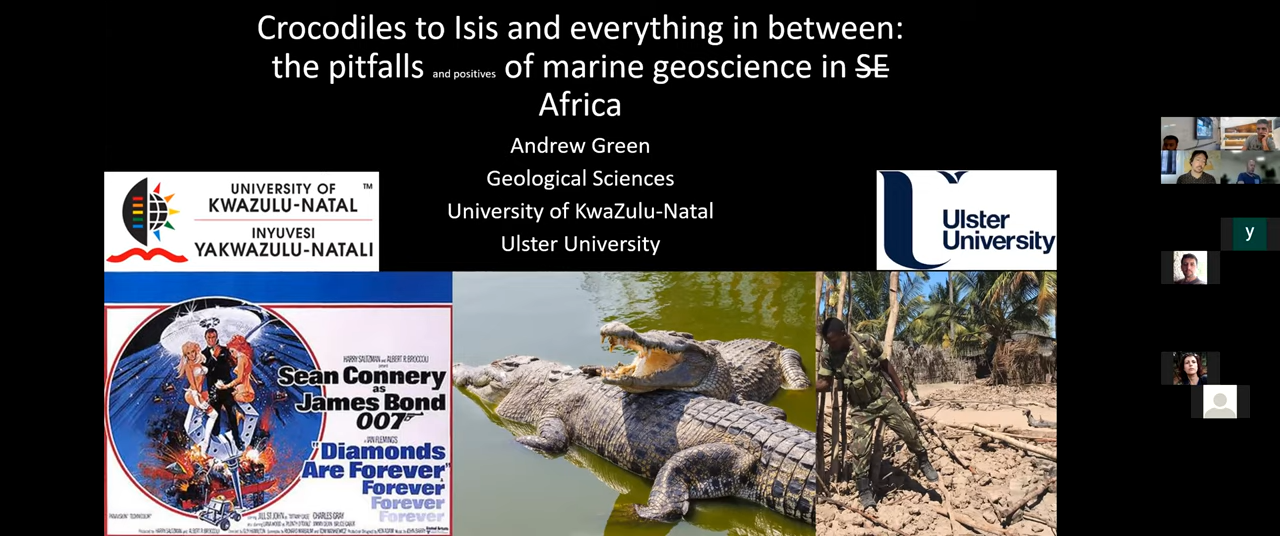 Crocodiles to Isis and everything in between:
the pitfalls and positives of marine geoscience in SE
Africa
Andrew Green
Geological Sciences
University of KwaZulu-Natal
Ulster University
UNIVERSITY OF ™
KWAZULU-NATAL
INYUVESI
YAKWAZULU-NATALI
Ulster
University
HARRY SALTZMAN and ALBERT R. BROCCOLI
Sean Connery
as
James Bond
007
IAN FLEMING'S
"Diamonds
Are Forever"
Forever
Forever
Forever
JILL ST. JOHN
CHARLES GRAY
y